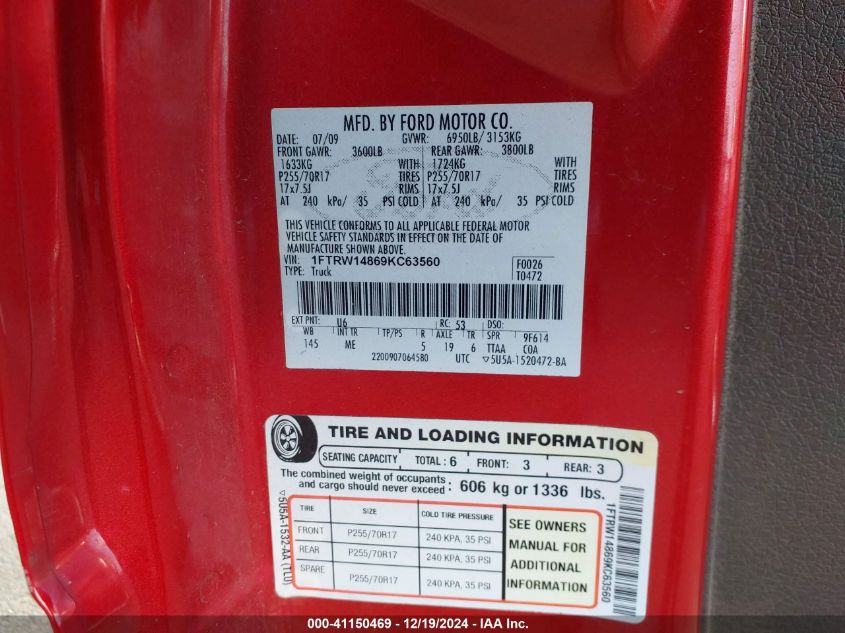 MFD. BY FORD MOTOR CO.
DATE: 07/09 GVWR: 6950LB/ 3153KG
FRONT GAWR: 3600LB REAR GAWR: 3800LB
1633KG WITH 1724KG WITH
P255/70R17 TIRES P255/70R17 TIRES
17x7.5J RIMS 17x7.5J RIMS
AT 240 kPa/ 35 PSI COLD AT 240 kPa/ 35 PSI COLD
THIS VEHICLE CONFORMS TO ALL APPLICABLE FEDERAL MOTOR
VEHICLE SAFETY STANDARDS IN EFFECT ON THE DATE OF
MANUFACTURE SHOWN ABOVE.
VIN: 1FTRW14869KC63560 F0026
TYPE: Truck T0472
EXT PNT: U6 RC: 53 DSO:
WB INT TR TP/PS R AXLE TR SPR 9F614
145 ME 5 19 6 TTAA COA
2200907064580 UTC ▽5U5A-1520472-BA
TIRE AND LOADING INFORMATION
SEATING CAPACITY TOTAL: 6 FRONT: 3 REAR: 3
The combined weight of occupants
and cargo should never exceed : 606 kg or 1336 lbs.
TIRE SIZE COLD TIRE PRESSURE
FRONT P255/70R17 240 KPA, 35 PSI
REAR P255/70R17 240 KPA, 35 PSI
SPARE P255/70R17 240 KPA, 35 PSI
SEE OWNERS
MANUAL FOR
ADDITIONAL
INFORMATION
▽5U5A-1532-AA (TLU)
1FTRW14869KC63560
000-41150469 - 12/19/2024 - IAA Inc.